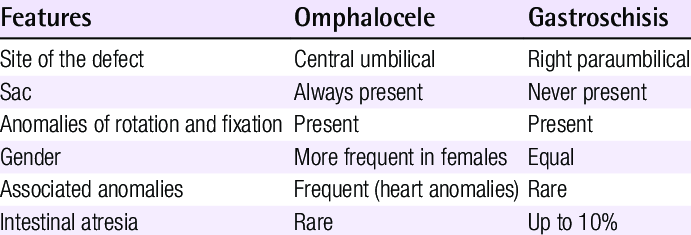 Features Omphalocele Gastroschisis
Site of the defect Central umbilical Right paraumbilical
Sac Always present Never present
Anomalies of rotation and fixation Present Present
Gender More frequent in females Equal
Associated anomalies Frequent (heart anomalies) Rare
Intestinal atresia Rare Up to 10%